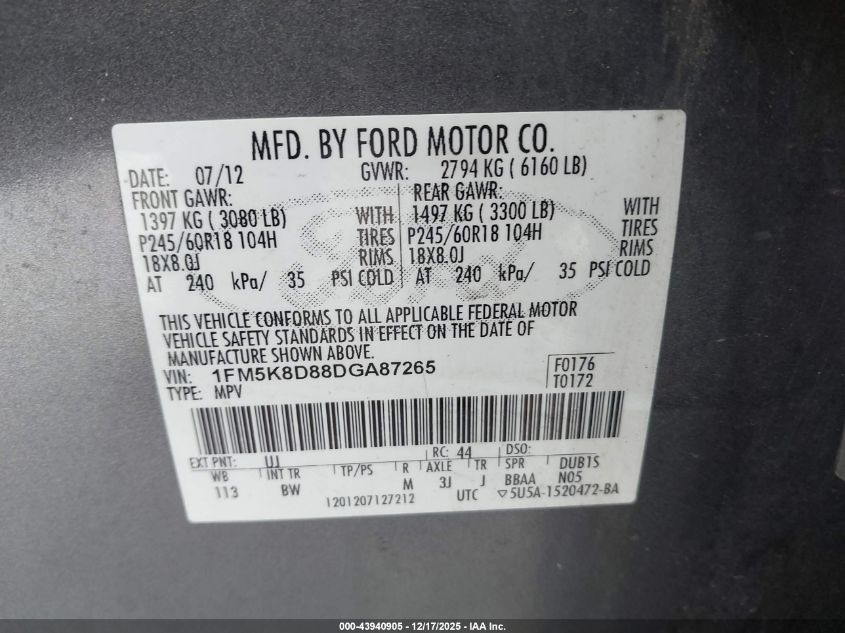 MFD. BY FORD MOTOR CO.
DATE: 07/12 GVWR: 2794 KG ( 6160 LB)
FRONT GAWR: REAR GAWR:
1397 KG ( 3080 LB) WITH 1497 KG ( 3300 LB) WITH
P245/60R18 104H TIRES P245/60R18 104H TIRES
18X8.0J RIMS 18X8.0J RIMS
AT 240 kPa/ 35 PSI COLD AT 240 kPa/ 35 PSI COLD
THIS VEHICLE CONFORMS TO ALL APPLICABLE FEDERAL MOTOR
VEHICLE SAFETY STANDARDS IN EFFECT ON THE DATE OF
MANUFACTURE SHOWN ABOVE.
VIN: 1FM5K8D88DGA87265 F0176
TYPE: MPV T0172
EXT PNT: UJ RC: 44 DSO:
WB INT TR TP/PS R AXLE TR SPR DUB1S
113 BW M 3J J BBAA N05
1201207127212 UTC ▽5U5A-1520472-BA
000-43940905 - 12/17/2025 - IAA Inc.